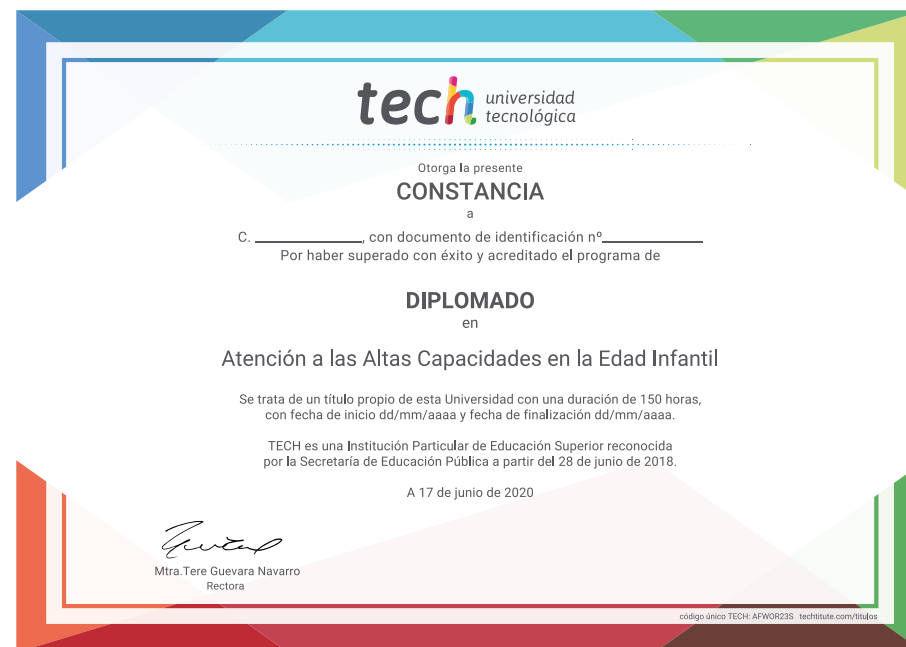 tech universidad
tecnológica
Otorga la presente
CONSTANCIA
a
C. ____________, con documento de identificación nº____________
Por haber superado con éxito y acreditado el programa de
DIPLOMADO
en
Atención a las Altas Capacidades en la Edad Infantil
Se trata de un título propio de esta Universidad con una duración de 150 horas,
con fecha de inicio dd/mm/aaaa y fecha de finalización dd/mm/aaaa.
TECH es una Institución Particular de Educación Superior reconocida
por la Secretaría de Educación Pública a partir del 28 de junio de 2018.
A 17 de junio de 2020
Mtra.Tere Guevara Navarro
Rectora
código único TECH: AFWOR23S techtitute.com/titulos